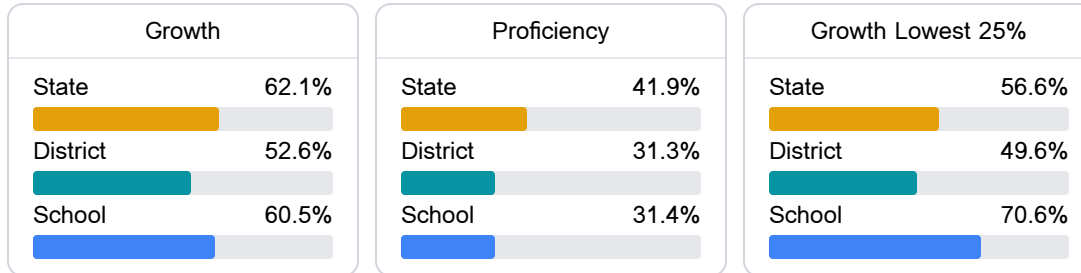 Growth
State 62.1%
District 52.6%
School 60.5%
Proficiency
State 41.9%
District 31.3%
School 31.4%
Growth Lowest 25%
State 56.6%
District 49.6%
School 70.6%